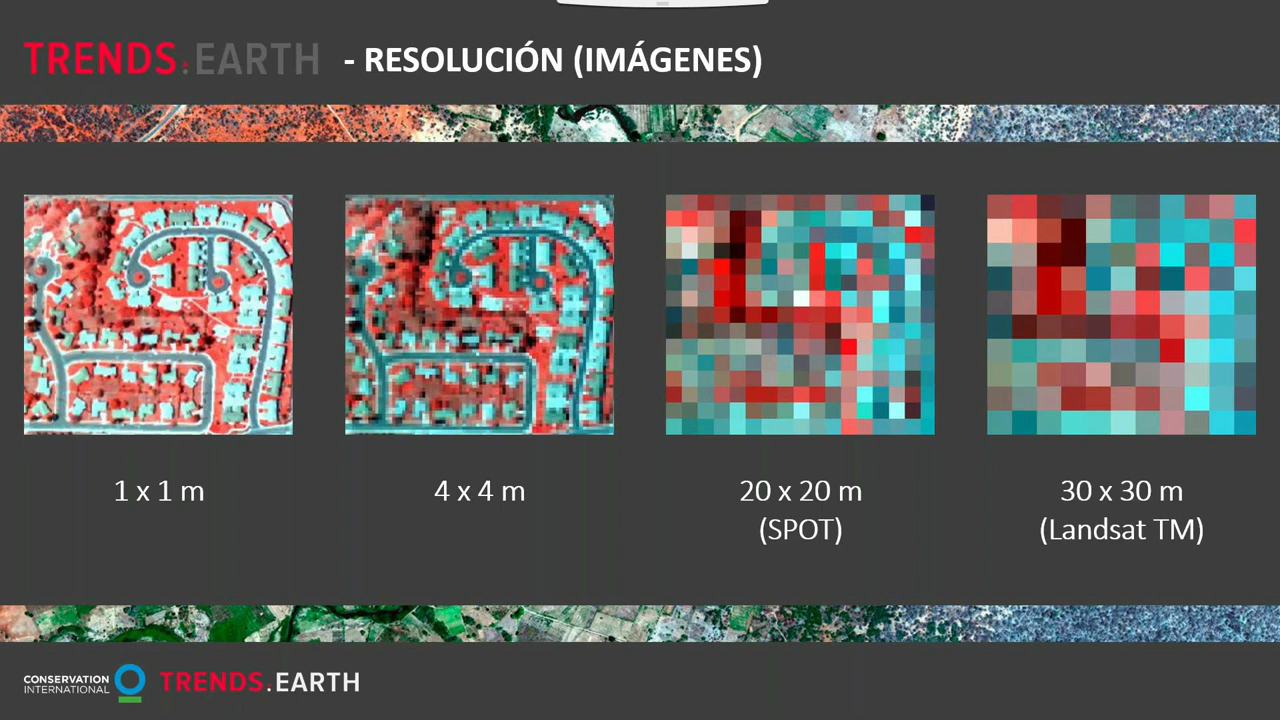 TRENDS.EARTH - RESOLUCIÓN (IMÁGENES)
1 x 1 m
4 x 4 m
20 x 20 m
(SPOT)
30 x 30 m
(Landsat TM)
CONSERVATION
INTERNATIONAL
TRENDS.EARTH